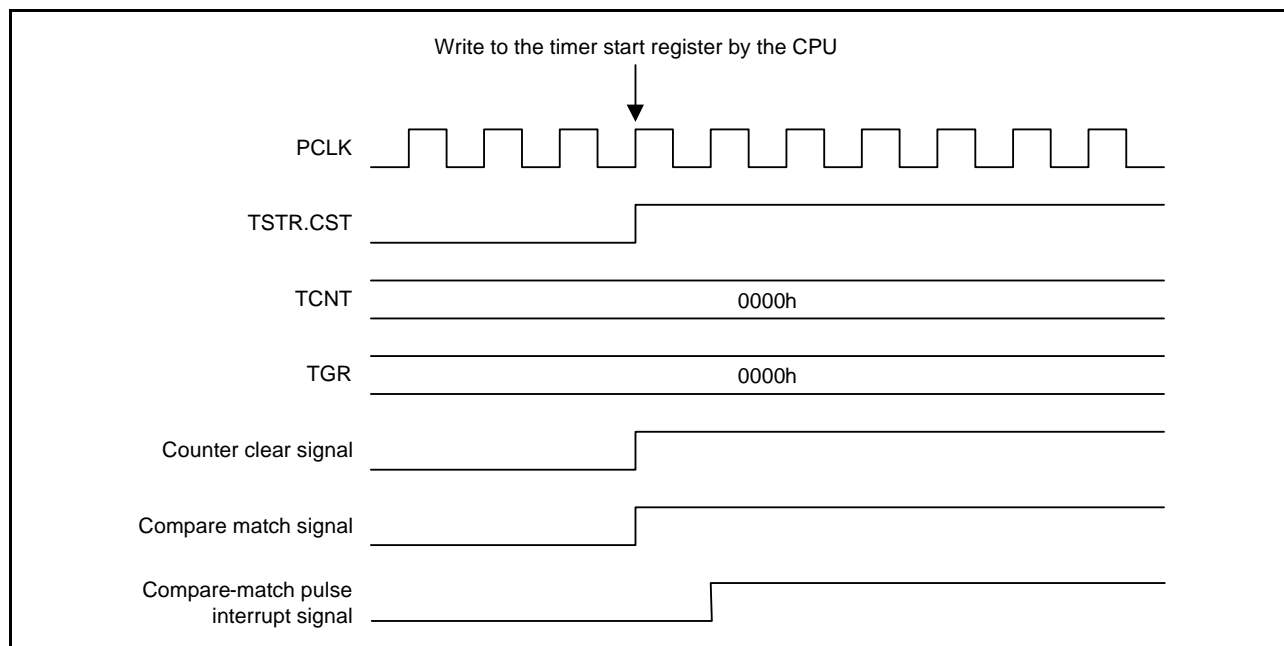 Write to the timer start register by the CPU
PCLK
TSTR.CST
TCNT
0000h
TGR
0000h
Counter clear signal
Compare match signal
Compare-match pulse
interrupt signal